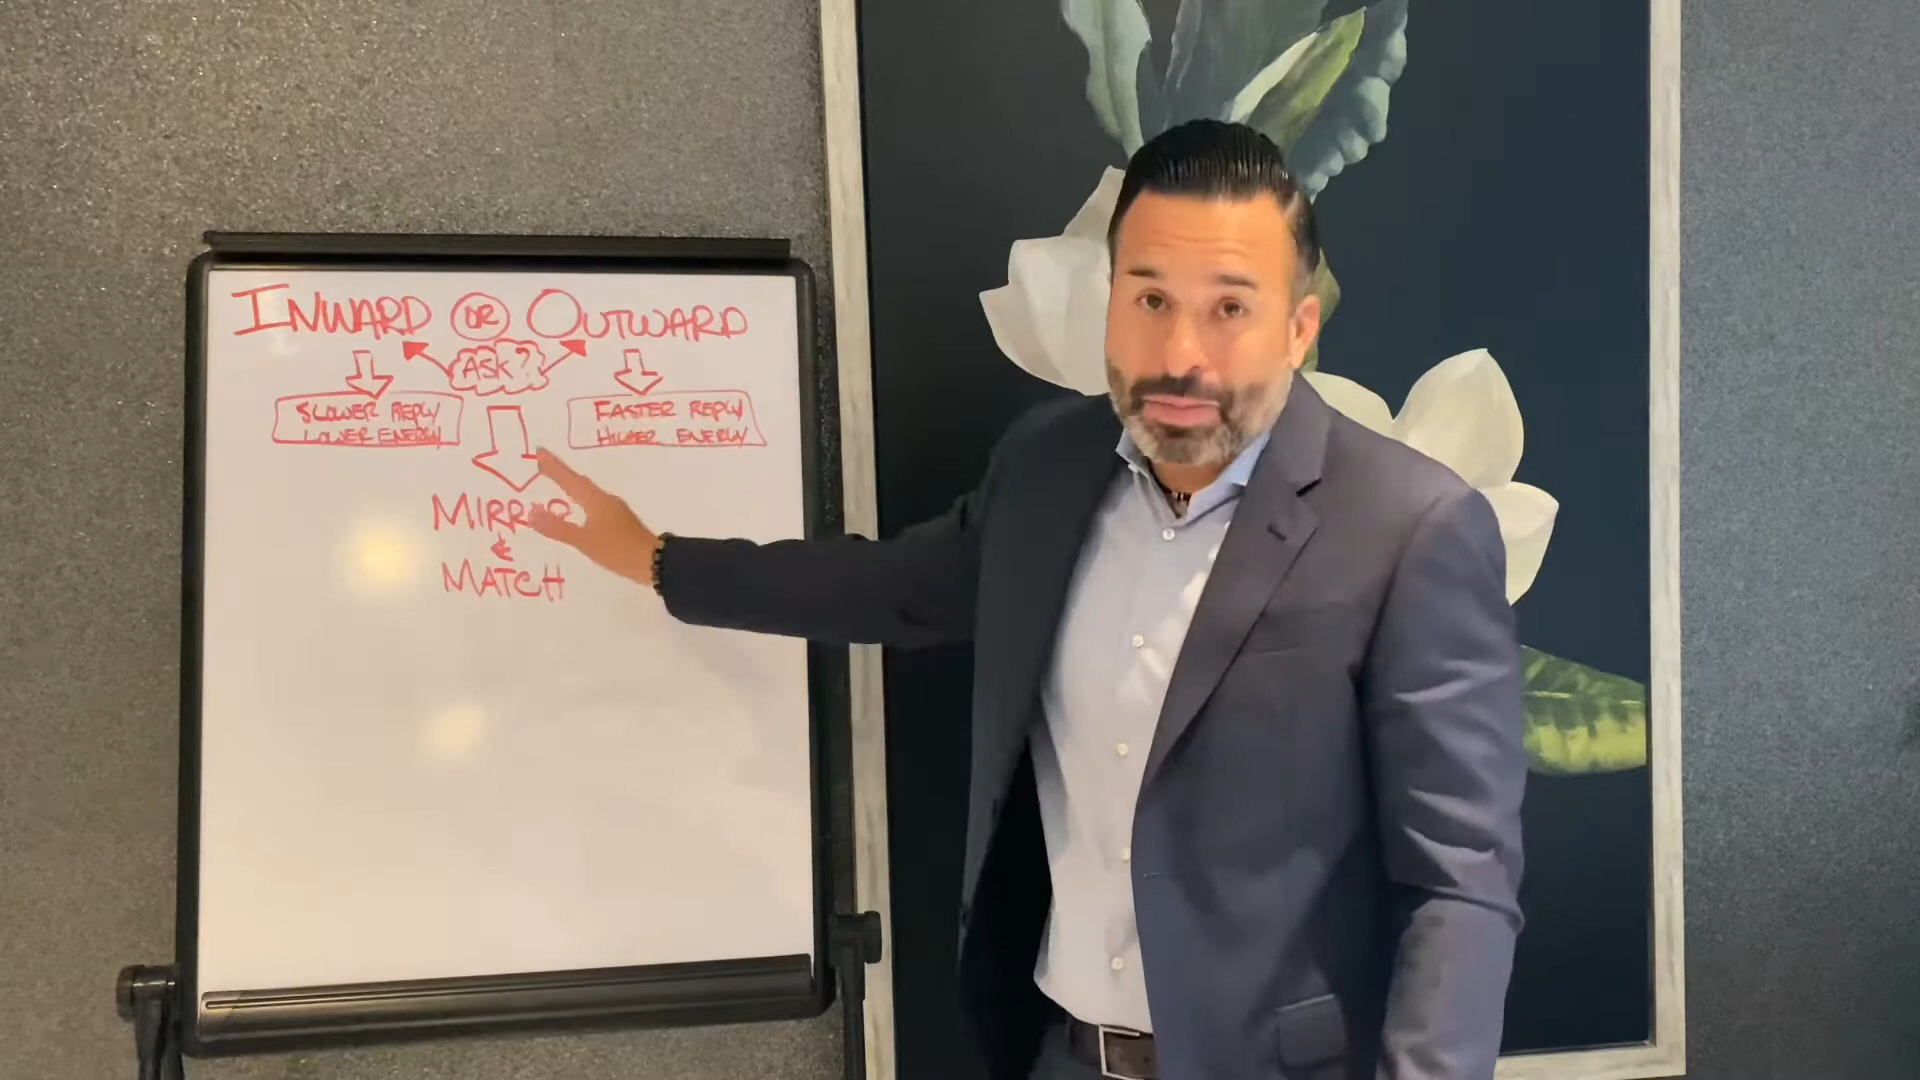 INWARD OR OUTWARD
ASK?
SLOWER REPLY
LOWER ENERGY
FASTER REPLY
HIGHER ENERGY
MIRROR
&
MATCH